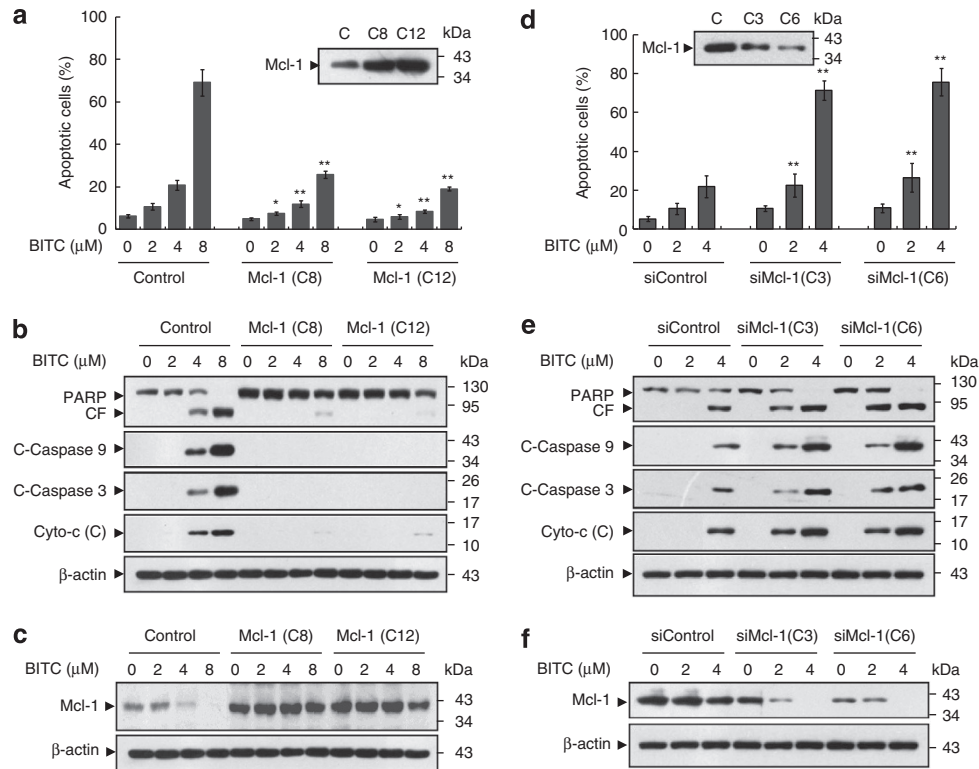 a
100
80
60
40
20
0
Apoptotic cells (%)
C C8 C12 kDa
Mcl-1
43
34
BITC (μM)
0 2 4 8 0 2 4 8 0 2 4 8
Control Mcl-1 (C8) Mcl-1 (C12)
d
100
80
60
40
20
0
Apoptotic cells (%)
C C3 C6 kDa
Mcl-1
43
34
* ** ** * ** **
** ** ** **
BITC (μM)
0 2 4 0 2 4 0 2 4
siControl siMcl-1(C3) siMcl-1(C6)
b
Control Mcl-1 (C8) Mcl-1 (C12)
BITC (μM) 0 2 4 8 0 2 4 8 0 2 4 8 kDa
PARP 130
CF 95
C-Caspase 9 43
34
C-Caspase 3 26
17
Cyto-c (C) 17
10
β-actin 43
e
siControl siMcl-1(C3) siMcl-1(C6)
BITC (μM) 0 2 4 0 2 4 0 2 4 kDa
PARP 130
CF 95
C-Caspase 9 43
34
C-Caspase 3 26
17
Cyto-c (C) 17
10
β-actin 43
c
Control Mcl-1 (C8) Mcl-1 (C12)
BITC (μM) 0 2 4 8 0 2 4 8 0 2 4 8 kDa
Mcl-1 43
34
β-actin 43
f
siControl siMcl-1(C3) siMcl-1(C6)
BITC (μM) 0 2 4 0 2 4 0 2 4 kDa
Mcl-1 43
34
β-actin 43